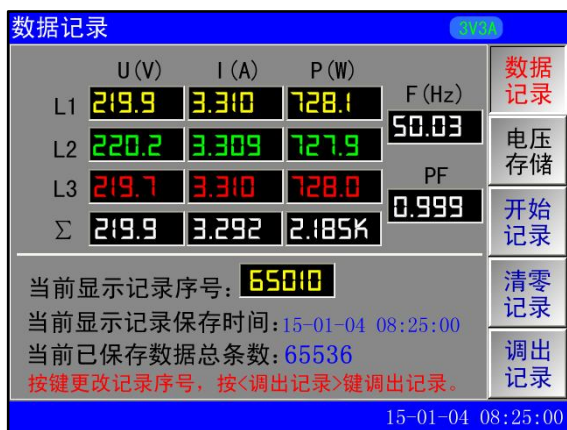 数据记录 3V3A
U(V) I(A) P(W)
L1 219.9 3.310 728.1
L2 220.2 3.309 727.9
L3 219.7 3.310 728.0
Σ 219.9 3.292 2.185K
F(Hz)
50.03
PF
0.999
当前显示记录序号: 65010
当前显示记录保存时间:15-01-04 08:25:00
当前已保存数据总条数:65536
按键更改记录序号，按<调出记录>键调出记录。
数据
记录
电压
存储
开始
记录
清零
记录
调出
记录
15-01-04 08:25:00